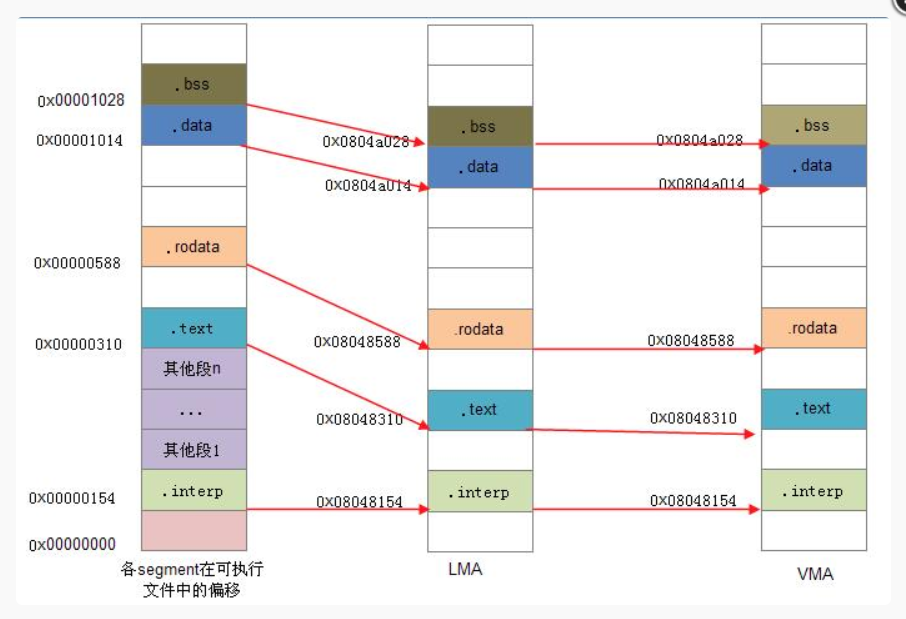 .bss
0x00001028
.data
0x00001014
.rodata
0x00000588
.text
0x00000310
其他段n
...
其他段1
.interp
0x00000154
0x00000000
各segment在可执行
文件中的偏移
.bss
0x0804a028
.data
0x0804a014
.rodata
0x08048588
.text
0x08048310
.interp
0x08048154
LMA
.bss
0x0804a028
.data
0x0804a014
.rodata
0x08048588
.text
0x08048310
.interp
0x08048154
VMA